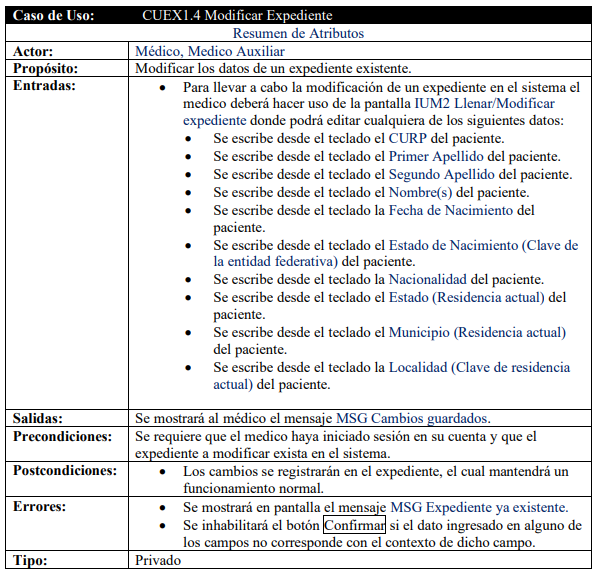 Caso de Uso: CUEX1.4 Modificar Expediente
Resumen de Atributos
Actor: Médico, Medico Auxiliar
Propósito: Modificar los datos de un expediente existente.
Entradas: • Para llevar a cabo la modificación de un expediente en el sistema el
medico deberá hacer uso de la pantalla IUM2 Llenar/Modificar
expediente donde podrá editar cualquiera de los siguientes datos:
• Se escribe desde el teclado el CURP del paciente.
• Se escribe desde el teclado el Primer Apellido del paciente.
• Se escribe desde el teclado el Segundo Apellido del paciente.
• Se escribe desde el teclado el Nombre(s) del paciente.
• Se escribe desde el teclado la Fecha de Nacimiento del
paciente.
• Se escribe desde el teclado el Estado de Nacimiento (Clave de
la entidad federativa) del paciente.
• Se escribe desde el teclado la Nacionalidad del paciente.
• Se escribe desde el teclado el Estado (Residencia actual) del
paciente.
• Se escribe desde el teclado el Municipio (Residencia actual)
del paciente.
• Se escribe desde el teclado la Localidad (Clave de residencia
actual) del paciente.
Salidas: Se mostrará al médico el mensaje MSG Cambios guardados.
Precondiciones: Se requiere que el medico haya iniciado sesión en su cuenta y que el
expediente a modificar exista en el sistema.
Postcondiciones: • Los cambios se registrarán en el expediente, el cual mantendrá un
funcionamiento normal.
Errores: • Se mostrará en pantalla el mensaje MSG Expediente ya existente.
• Se inhabilitará el botón Confirmar si el dato ingresado en alguno de
los campos no corresponde con el contexto de dicho campo.
Tipo: Privado